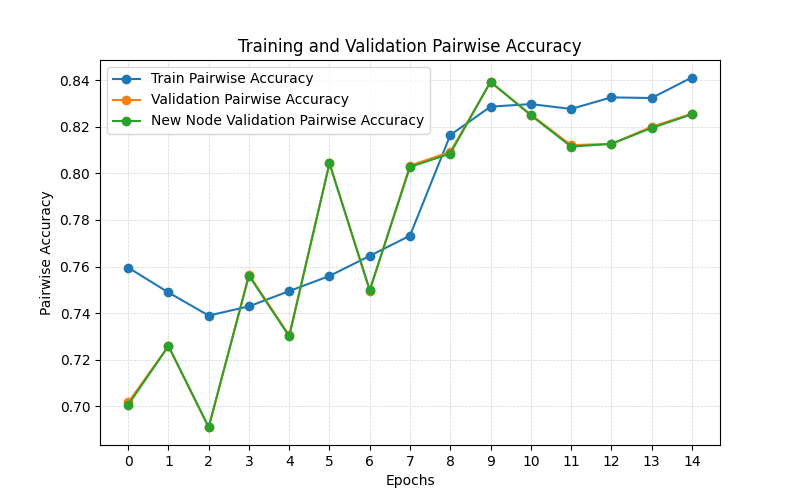 Training and Validation Pairwise Accuracy
Train Pairwise Accuracy
Validation Pairwise Accuracy
New Node Validation Pairwise Accuracy
Pairwise Accuracy
0.84
0.82
0.80
0.78
0.76
0.74
0.72
0.70
0 1 2 3 4 5 6 7 8 9 10 11 12 13 14
Epochs